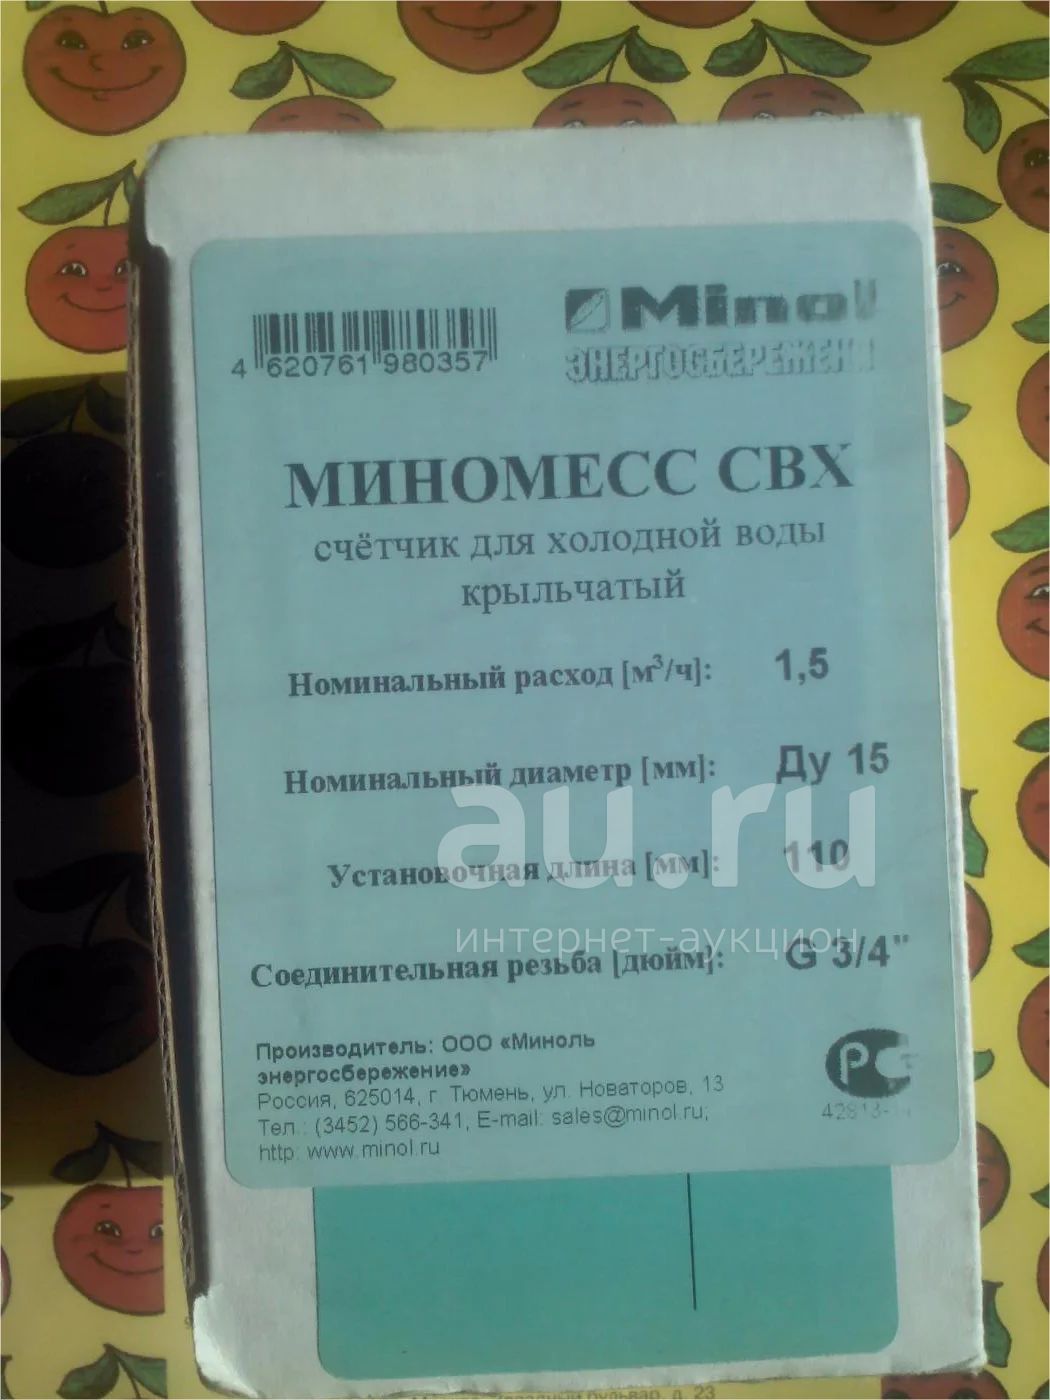 4 620761 980357
Minol
ЭНЕРГОСБЕРЕЖЕНИ
МИНОМЕСС СВХ
счётчик для холодной воды
крыльчатый
Номинальный расход [м³/ч]: 1,5
Номинальный диаметр [мм]: Ду 15
au.ru
Установочная длина [мм]: 110
интернет-аукцион
Соединительная резьба [дюйм]: G 3/4"
Производитель: ООО «Миноль
энергосбережение»
Россия, 625014, г. Тюмень, ул. Новаторов, 13
Тел.: (3452) 566-341, E-mail: sales@minol.ru;
http: www.minol.ru
РСТ
бульвар, д. 23